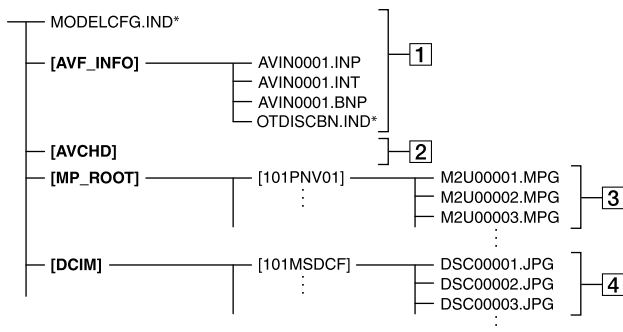 MODELCFG.IND*
[AVF_INFO] AVIN0001.INP
AVIN0001.INT
1
AVIN0001.BNP
OTDISCBN.IND*
[AVCHD] 2
[MP_ROOT] [101PNV01] M2U00001.MPG
M2U00002.MPG 3
M2U00003.MPG
[DCIM] [101MSDCF] DSC00001.JPG
DSC00002.JPG 4
DSC00003.JPG